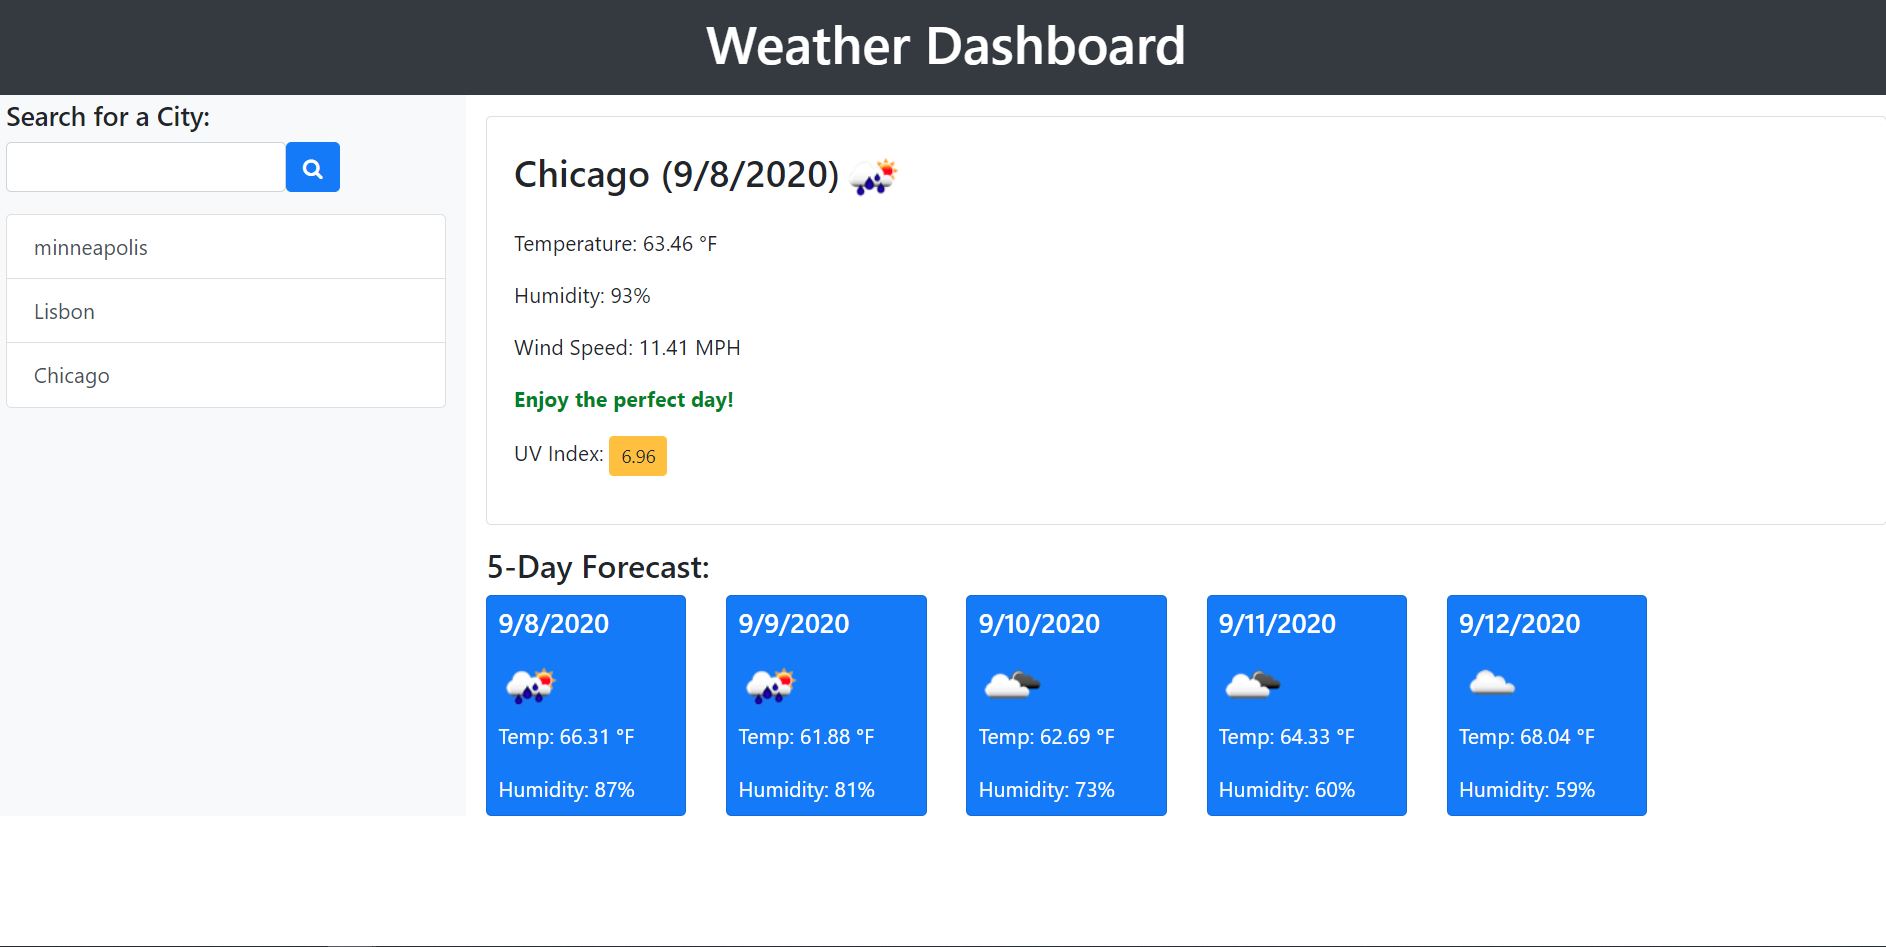 Weather Dashboard
Search for a City:
minneapolis
Lisbon
Chicago
Chicago (9/8/2020)
Temperature: 63.46 °F
Humidity: 93%
Wind Speed: 11.41 MPH
Enjoy the perfect day!
UV Index: 6.96
5-Day Forecast:
9/8/2020
Temp: 66.31 °F
Humidity: 87%
9/9/2020
Temp: 61.88 °F
Humidity: 81%
9/10/2020
Temp: 62.69 °F
Humidity: 73%
9/11/2020
Temp: 64.33 °F
Humidity: 60%
9/12/2020
Temp: 68.04 °F
Humidity: 59%